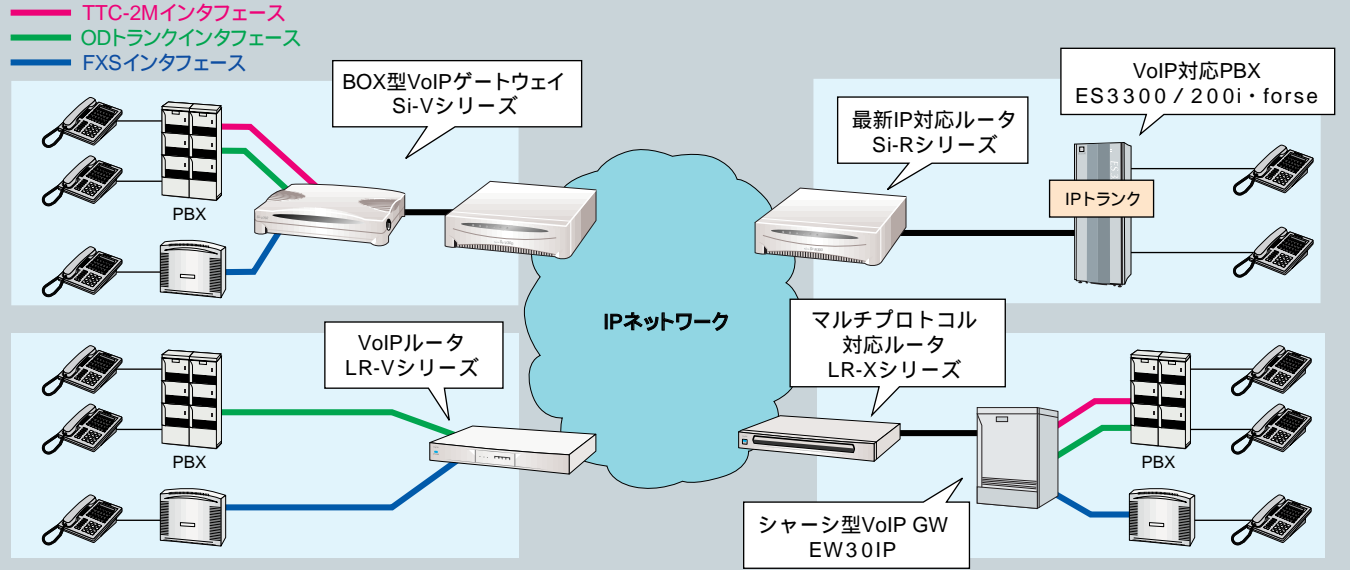 TTC-2Mインタフェース
ODトランクインタフェース
FXSインタフェース
BOX型VoIPゲートウェイ
Si-Vシリーズ
PBX
最新IP対応ルータ
Si-Rシリーズ
VoIP対応PBX
ES3300/200i・forse
IPトランク
IPネットワーク
VoIPルータ
LR-Vシリーズ
PBX
マルチプロトコル
対応ルータ
LR-Xシリーズ
シャーシ型VoIP GW
EW30IP
PBX